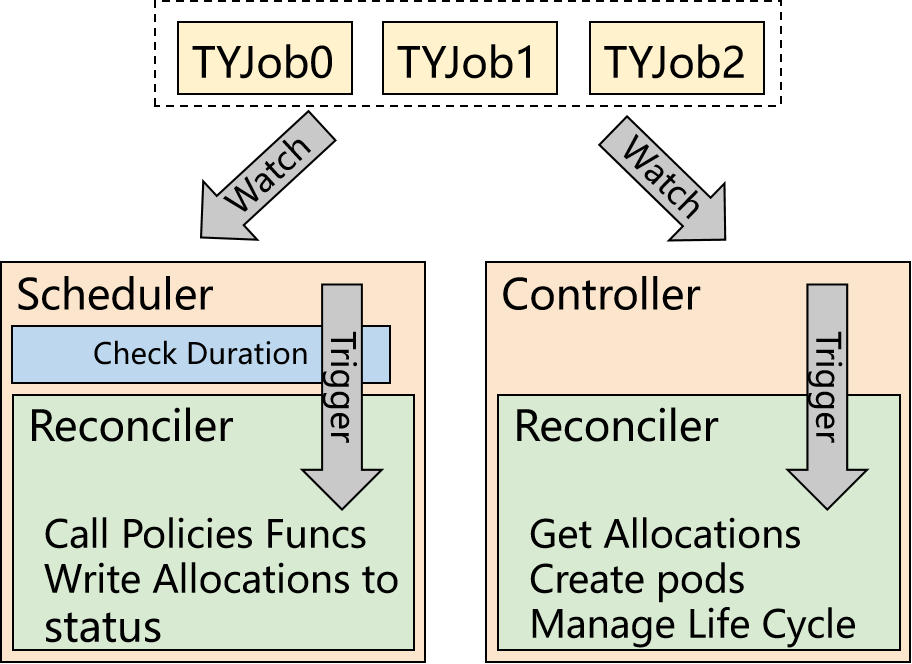 TYJob0 TYJob1 TYJob2
Watch
Watch
Scheduler
Trigger
Check Duration
Reconciler
Call Policies Funcs
Write Allocations to
status
Controller
Trigger
Reconciler
Get Allocations
Create pods
Manage Life Cycle